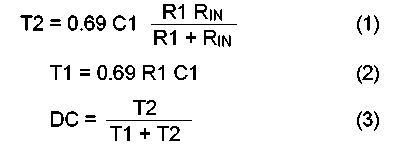 T2 = 0.69 C1 R1 RIN / R1 + RIN (1)
T1 = 0.69 R1 C1 (2)
DC = T2 / T1 + T2 (3)